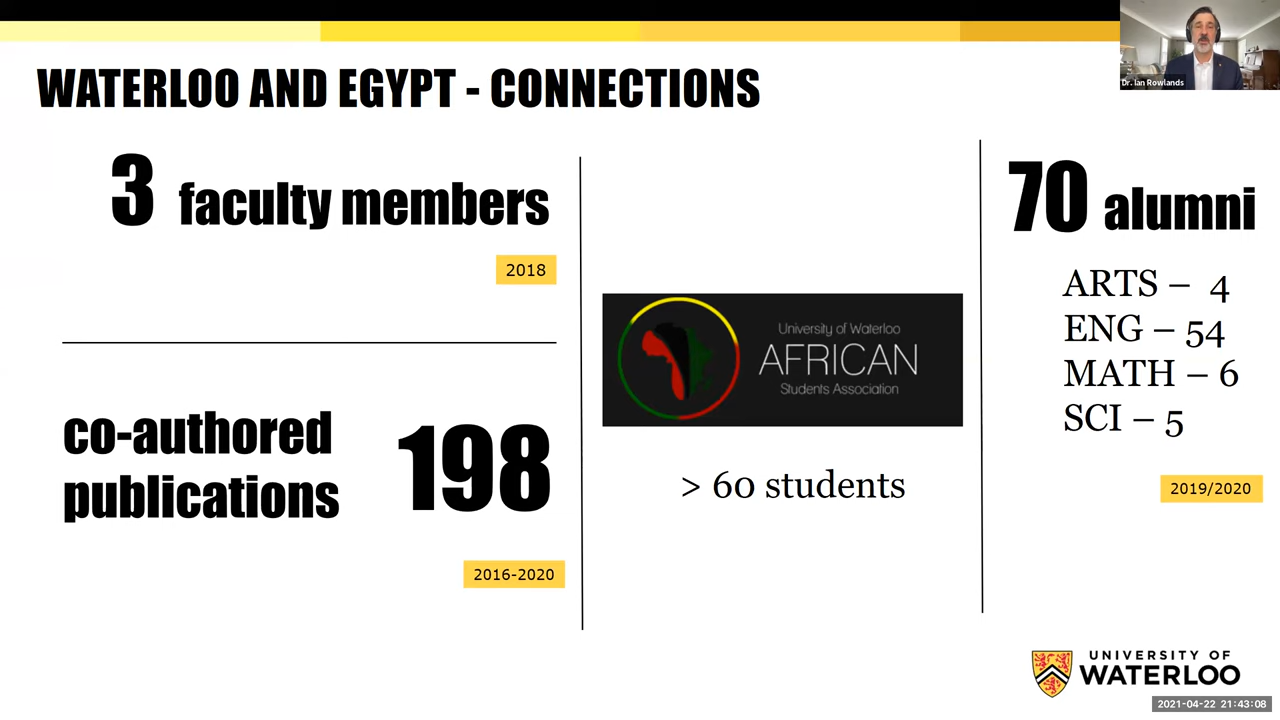 Dr. Ian Rowlands
WATERLOO AND EGYPT - CONNECTIONS
3 faculty members
2018
co-authored
publications
198
2016-2020
University of Waterloo
AFRICAN
Students Association
> 60 students
70 alumni
ARTS – 4
ENG – 54
MATH – 6
SCI – 5
2019/2020
UNIVERSITY OF
WATERLOO
2021-04-22 21:43:08